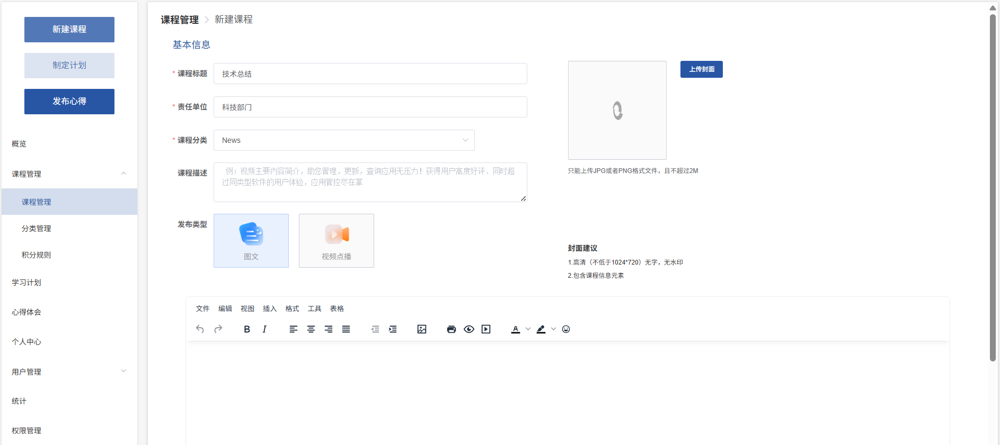 新建课程
制定计划
发布心得
概览
课程管理
课程管理
分类管理
积分规则
学习计划
心得体会
个人中心
用户管理
统计
权限管理
课程管理 > 新建课程
基本信息
* 课程标题 技术总结
* 责任单位 科技部门
* 课程分类 News
课程描述 例：视频主要内容简介，助您管理，更新，查询应用无压力！获得用户高度好评、同时超
过同类型软件的用户体验，应用管控尽在掌
发布类型
图文
视频点播
上传封面
只能上传JPG或者PNG格式文件，且不超过2M
封面建议
1.高清（不低于1024*720）无字，无水印
2.包含课程信息元素
文件 编辑 视图 插入 格式 工具 表格
B I A